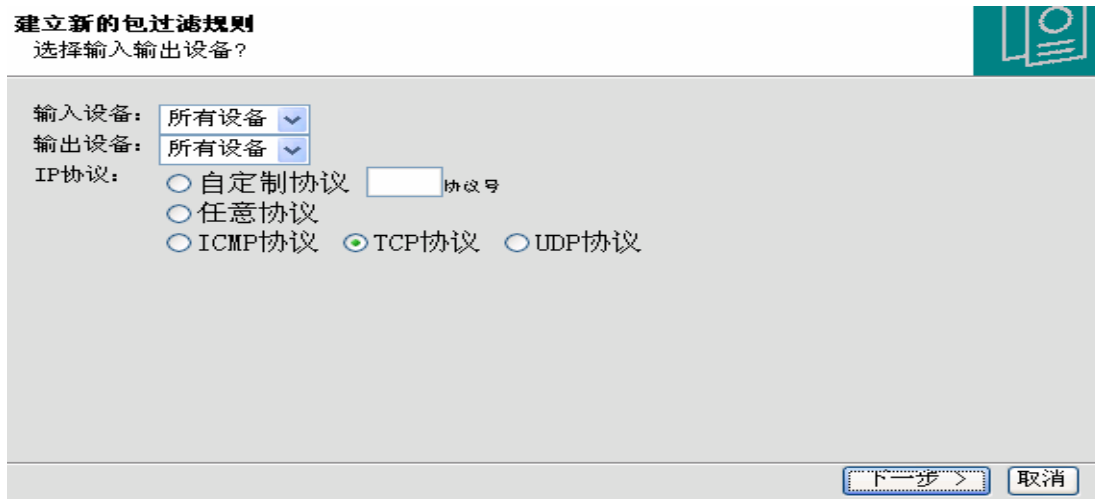 建立新的包过滤规则
选择输入输出设备?
输入设备: 所有设备
输出设备: 所有设备
IP协议: 自定制协议 协议号
任意协议
ICMP协议 TCP协议 UDP协议
下一步 > 取消